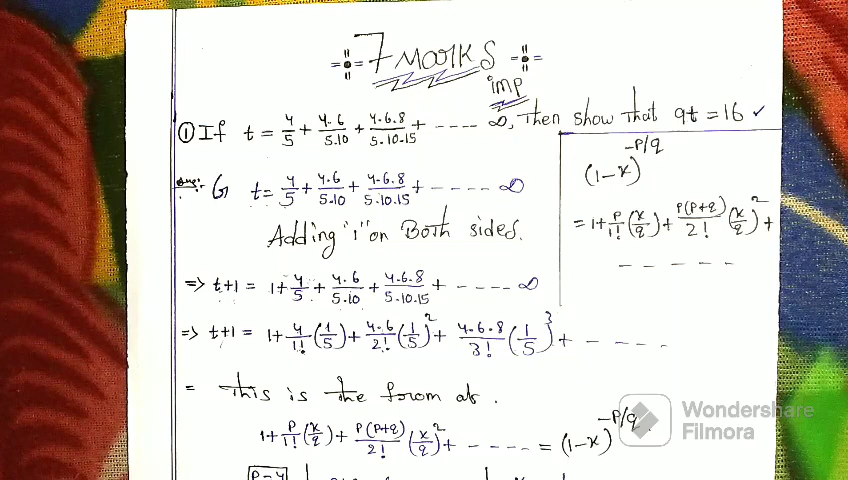 7 MARKS
imp
① If t = 4/5 + 4.6/5.10 + 4.6.8/5.10.15 + ---- ∞, Then show that 9t = 16 ✓
(1-x)^-P/q
= 1 + P/1! (x/q) + P(P+q)/2! (x/q)^2 +
- - - - -
Ans:- G t = 4/5 + 4.6/5.10 + 4.6.8/5.10.15 + ---- ∞
Adding "1" on Both sides.
=> t+1 = 1 + 4/5 + 4.6/5.10 + 4.6.8/5.10.15 + ---- ∞
=> t+1 = 1 + 4/1! (1/5) + 4.6/2! (1/5)^2 + 4.6.8/3! (1/5)^3 + - - - -
= This is the form of.
1 + P/1! (x/q) + P(P+q)/2! (x/q)^2 + ----- = (1-x)^-P/q
Wondershare
Filmora
P=4